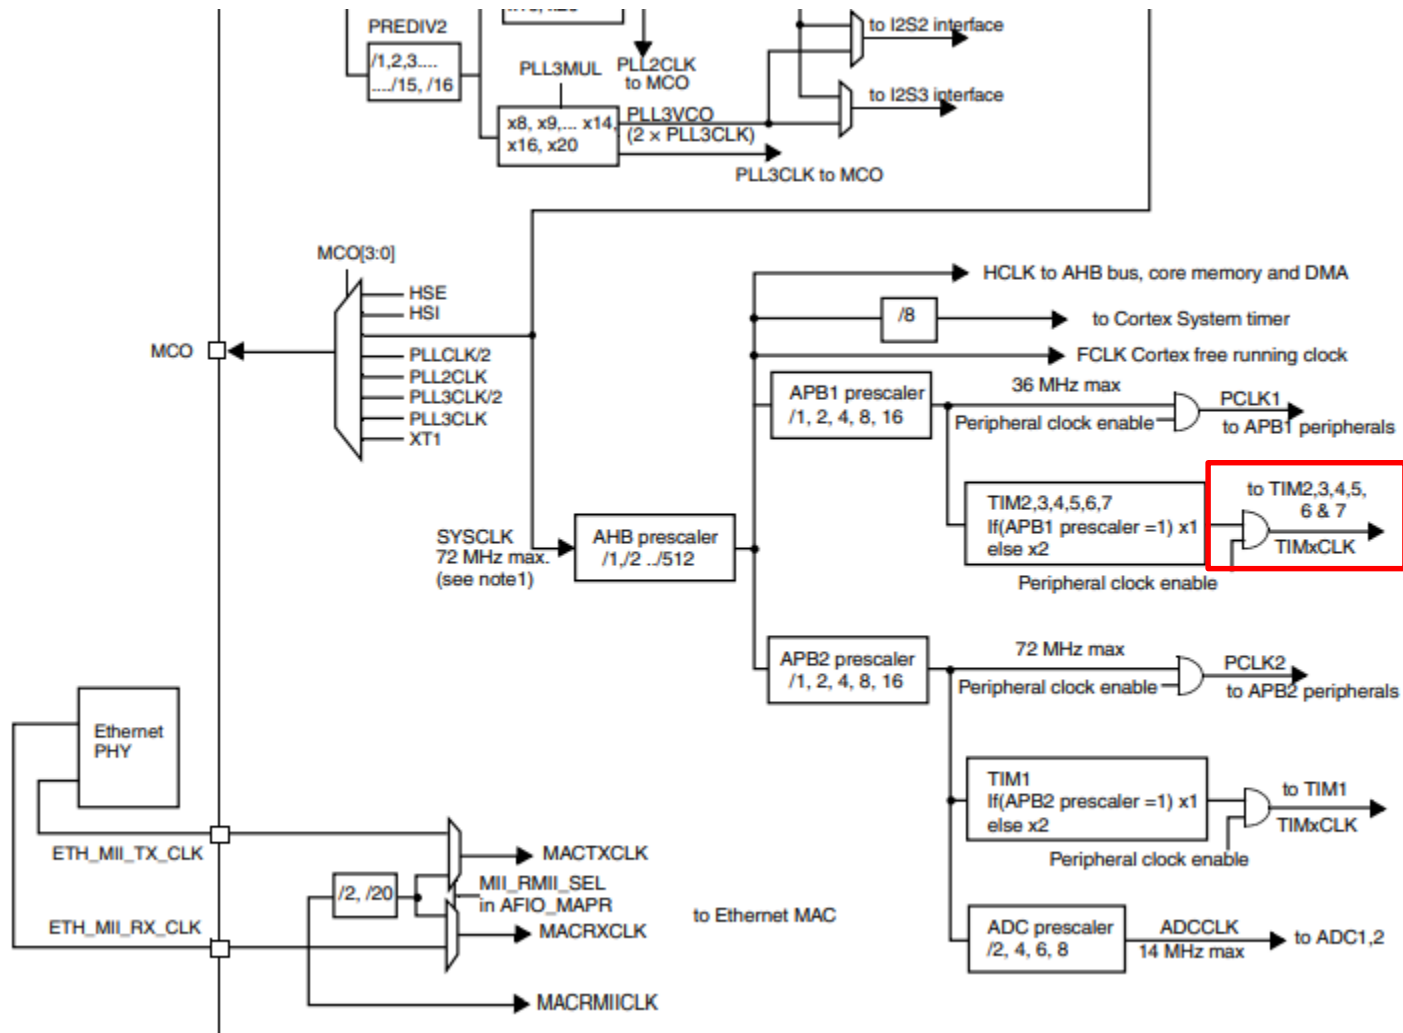 to I2S2 interface
PREDIV2
/1,2,3....
..../15, /16
PLL3MUL
PLL2CLK
to MCO
to I2S3 interface
x8, x9,... x14,
x16, x20
PLL3VCO
(2 × PLL3CLK)
PLL3CLK to MCO
MCO[3:0]
HSE
HSI
MCO
PLLCLK/2
PLL2CLK
PLL3CLK/2
PLL3CLK
XT1
HCLK to AHB bus, core memory and DMA
/8
to Cortex System timer
FCLK Cortex free running clock
APB1 prescaler
/1, 2, 4, 8, 16
36 MHz max
Peripheral clock enable
PCLK1
to APB1 peripherals
SYSCLK
72 MHz max.
(see note1)
AHB prescaler
/1,/2 ../512
TIM2,3,4,5,6,7
If(APB1 prescaler =1) x1
else x2
to TIM2,3,4,5,
6 & 7
TIMxCLK
Peripheral clock enable
APB2 prescaler
/1, 2, 4, 8, 16
72 MHz max
Peripheral clock enable
PCLK2
to APB2 peripherals
Ethernet
PHY
TIM1
If(APB2 prescaler =1) x1
else x2
to TIM1
TIMxCLK
Peripheral clock enable
ETH_MII_TX_CLK
MACTXCLK
/2, /20
MII_RMII_SEL
in AFIO_MAPR
to Ethernet MAC
ETH_MII_RX_CLK
MACRXCLK
ADC prescaler
/2, 4, 6, 8
ADCCLK
14 MHz max
to ADC1,2
MACRMIICLK